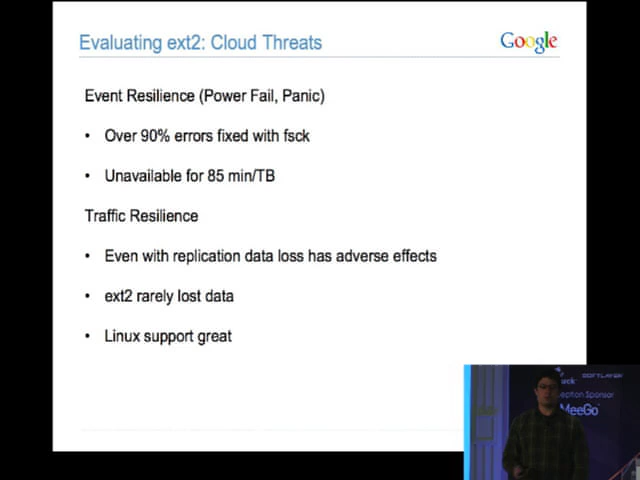 Evaluating ext2: Cloud Threats
Google
Event Resilience (Power Fail, Panic)
• Over 90% errors fixed with fsck
• Unavailable for 85 min/TB
Traffic Resilience
• Even with replication data loss has adverse effects
• ext2 rarely lost data
• Linux support great
SOFTLAYER
Sponsor
MeeGo